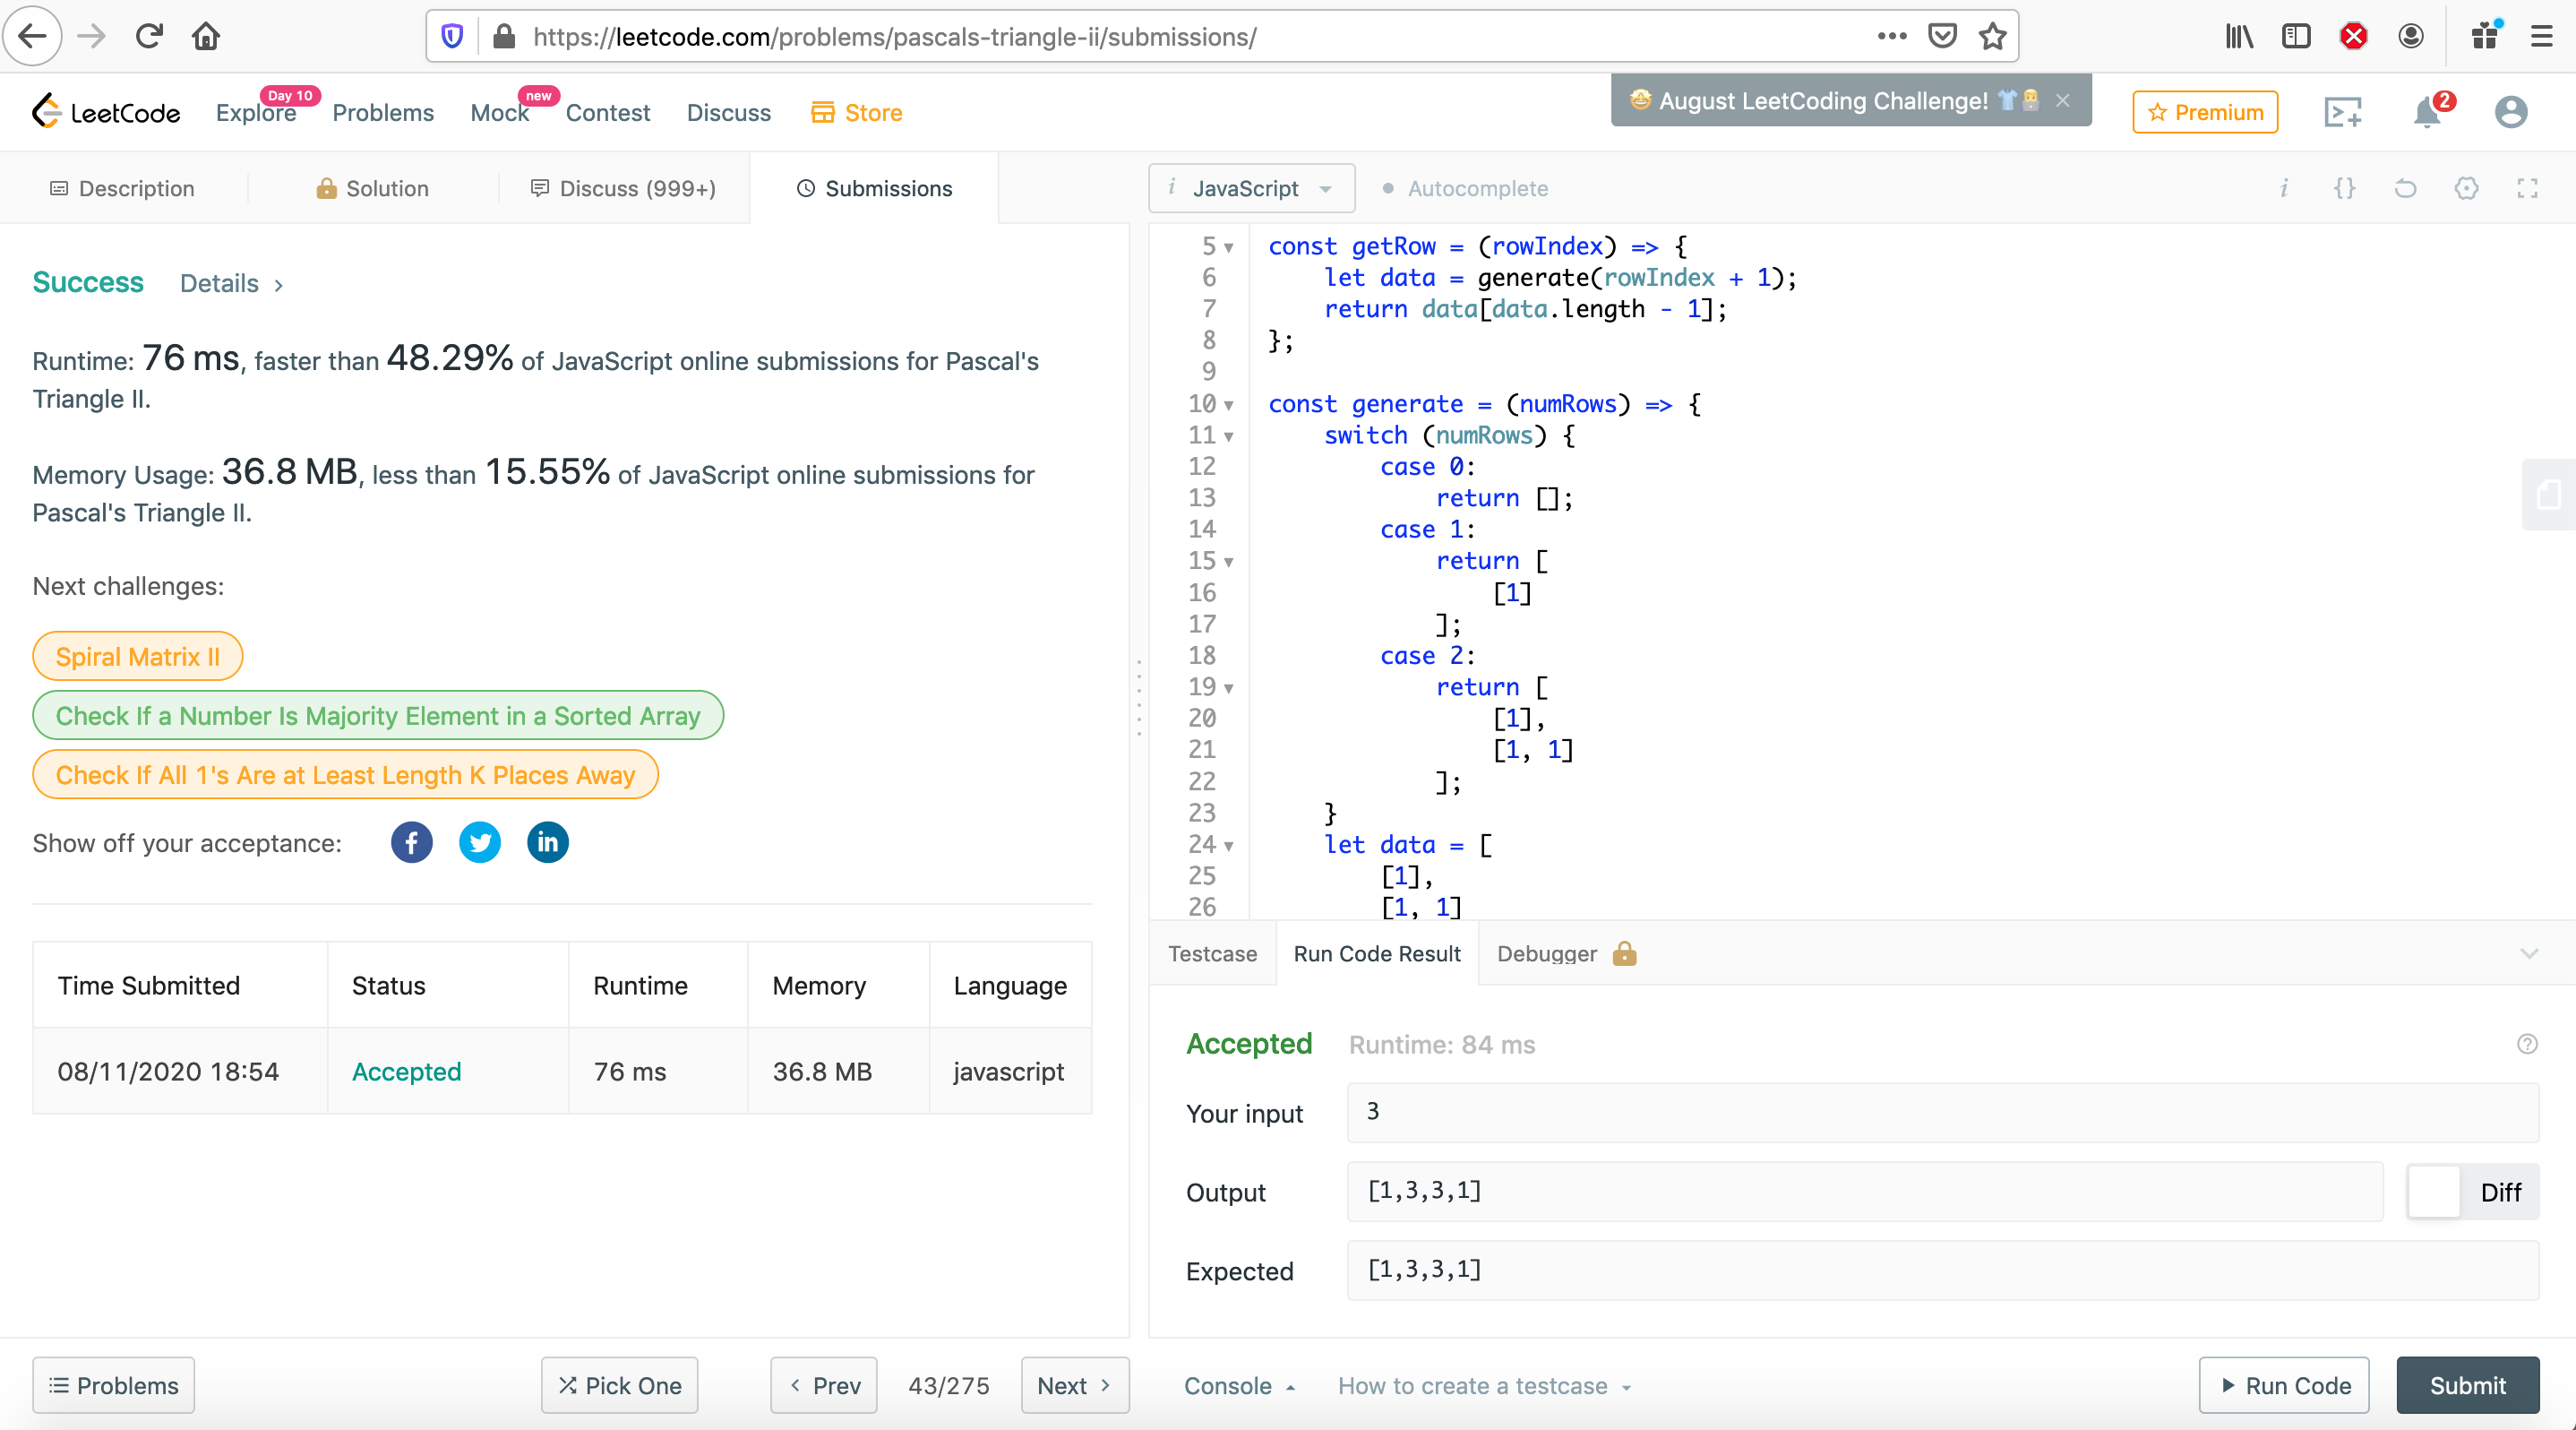 https://leetcode.com/problems/pascals-triangle-ii/submissions/
LeetCode
Explore
Day 10
Problems
Mock
new
Contest
Discuss
Store
🤩 August LeetCoding Challenge! 👕
Premium
2
Description
Solution
Discuss (999+)
Submissions
Success
Details >
Runtime: 76 ms, faster than 48.29% of JavaScript online submissions for Pascal's
Triangle II.
Memory Usage: 36.8 MB, less than 15.55% of JavaScript online submissions for
Pascal's Triangle II.
Next challenges:
Spiral Matrix II
Check If a Number Is Majority Element in a Sorted Array
Check If All 1's Are at Least Length K Places Away
Show off your acceptance:
Time Submitted Status Runtime Memory Language
08/11/2020 18:54 Accepted 76 ms 36.8 MB javascript
Problems
Pick One
Prev
43/275
Next
i JavaScript
Autocomplete
i {}
5 const getRow = (rowIndex) => {
6     let data = generate(rowIndex + 1);
7     return data[data.length - 1];
8 };
9
10 const generate = (numRows) => {
11     switch (numRows) {
12         case 0:
13             return [];
14         case 1:
15             return [
16                 [1]
17             ];
18         case 2:
19             return [
20                 [1],
21                 [1, 1]
22             ];
23     }
24     let data = [
25         [1],
26         [1, 1]
Testcase
Run Code Result
Debugger
Accepted Runtime: 84 ms
Your input 3
Output [1,3,3,1]
Diff
Expected [1,3,3,1]
Console
How to create a testcase
Run Code
Submit